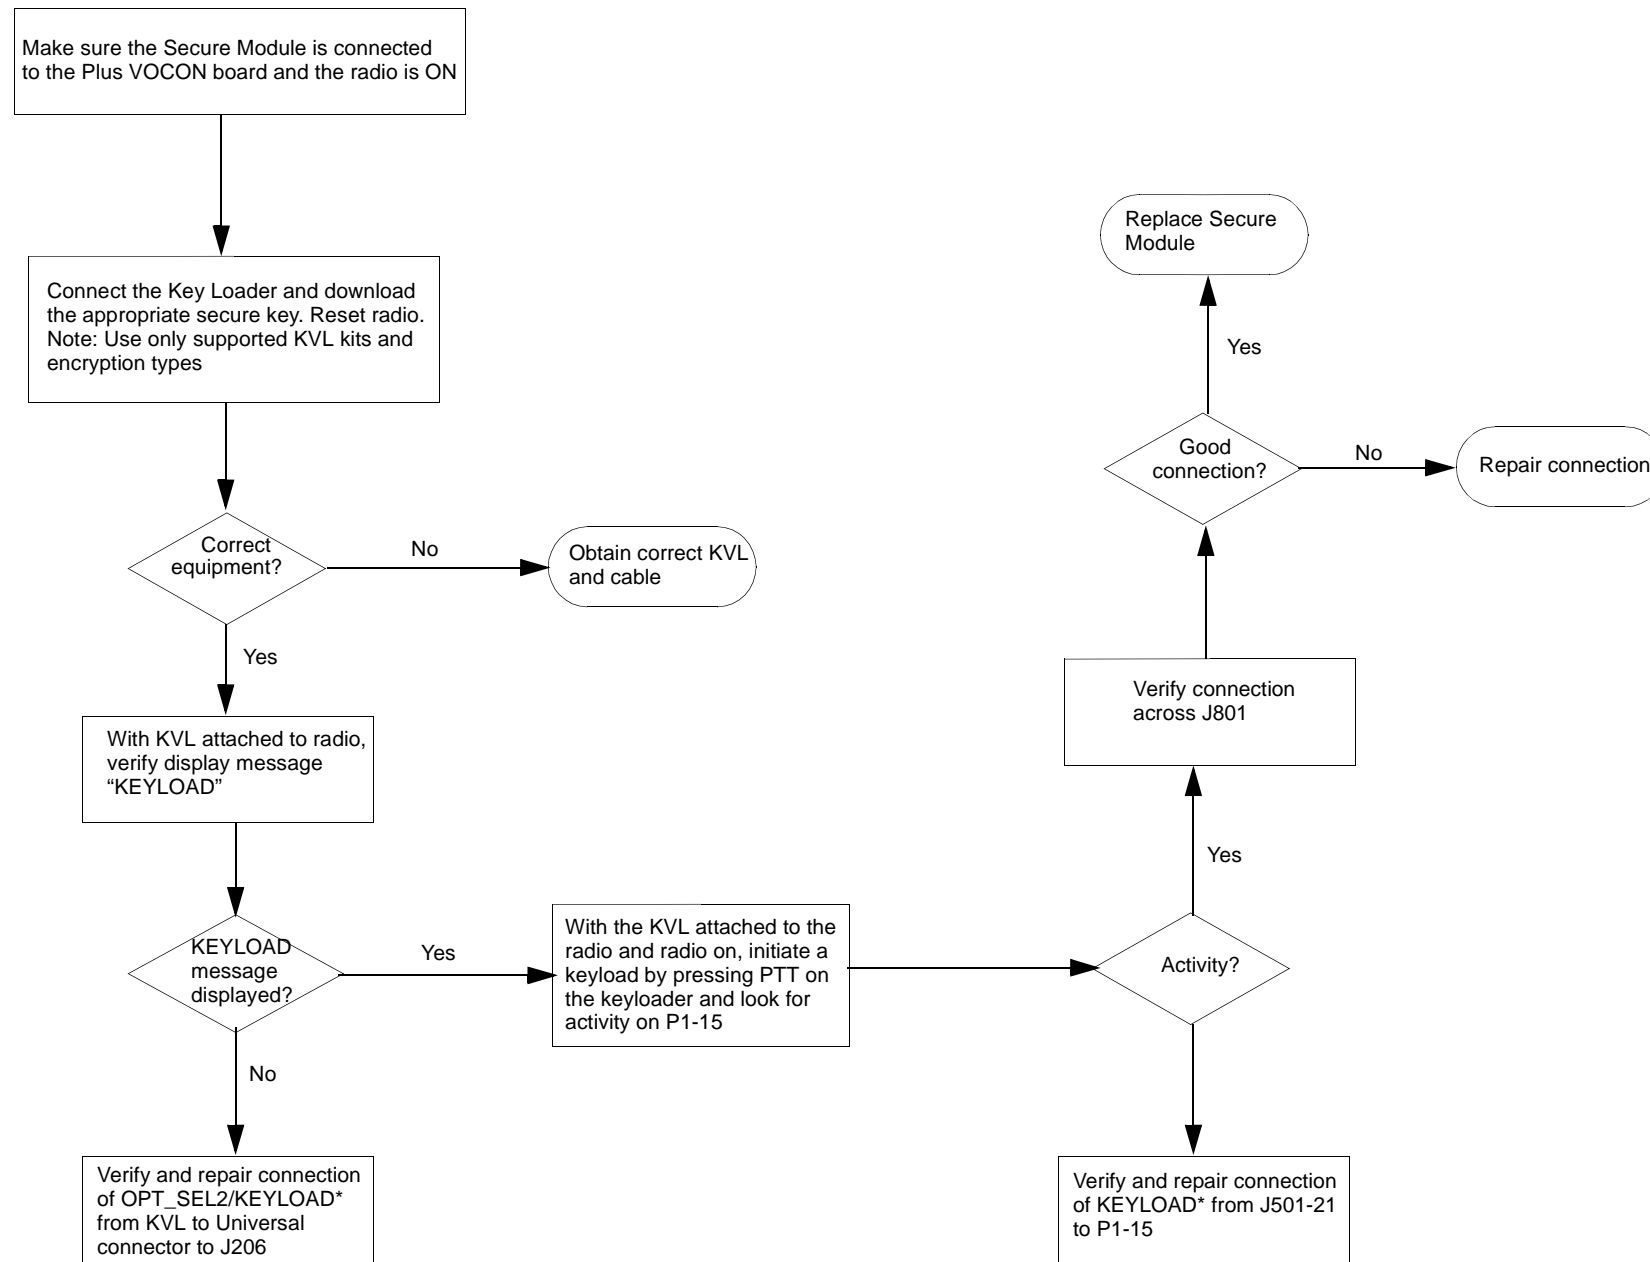 Make sure the Secure Module is connected
to the Plus VOCON board and the radio is ON
Connect the Key Loader and download
the appropriate secure key. Reset radio.
Note: Use only supported KVL kits and
encryption types
Correct
equipment?
No
Obtain correct KVL
and cable
Yes
With KVL attached to radio,
verify display message
“KEYLOAD”
KEYLOAD
message
displayed?
Yes
No
Verify and repair connection
of OPT_SEL2/KEYLOAD*
from KVL to Universal
connector to J206
With the KVL attached to the
radio and radio on, initiate a
keyload by pressing PTT on
the keyloader and look for
activity on P1-15
Activity?
Verify and repair connection
of KEYLOAD* from J501-21
to P1-15
Yes
Verify connection
across J801
Good
connection?
No
Repair connection
Yes
Replace Secure
Module